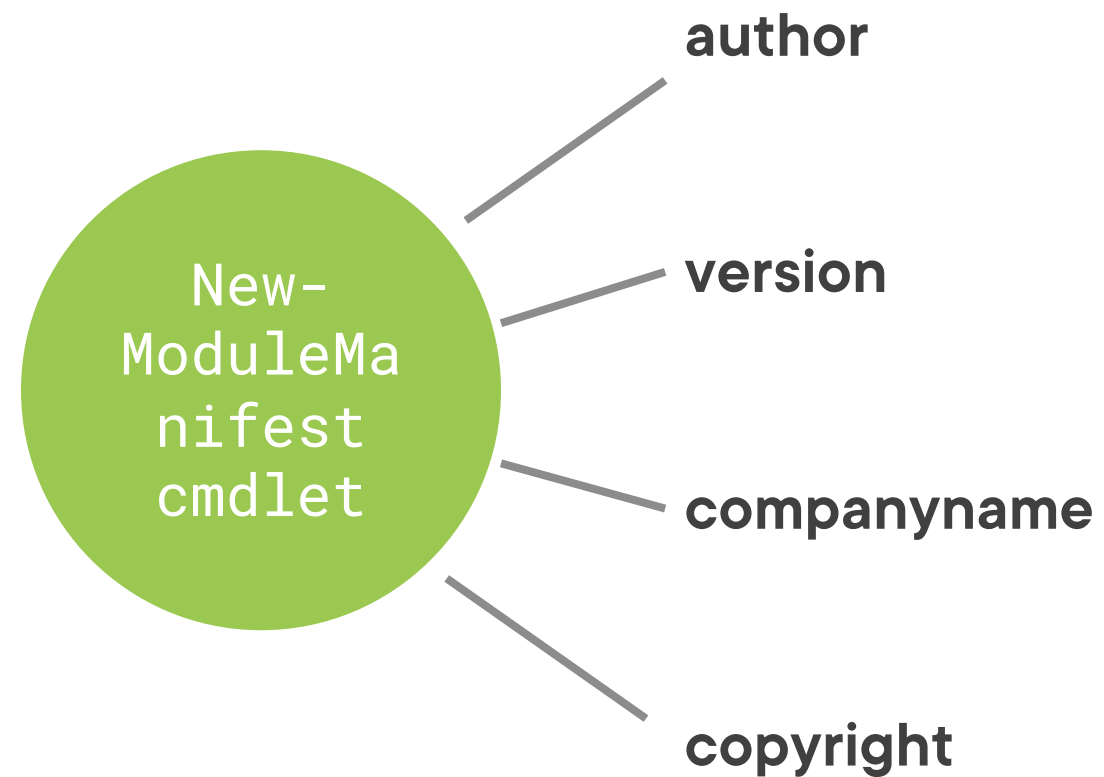 New-
ModuleMa
nifest
cmdlet
author
version
companyname
copyright